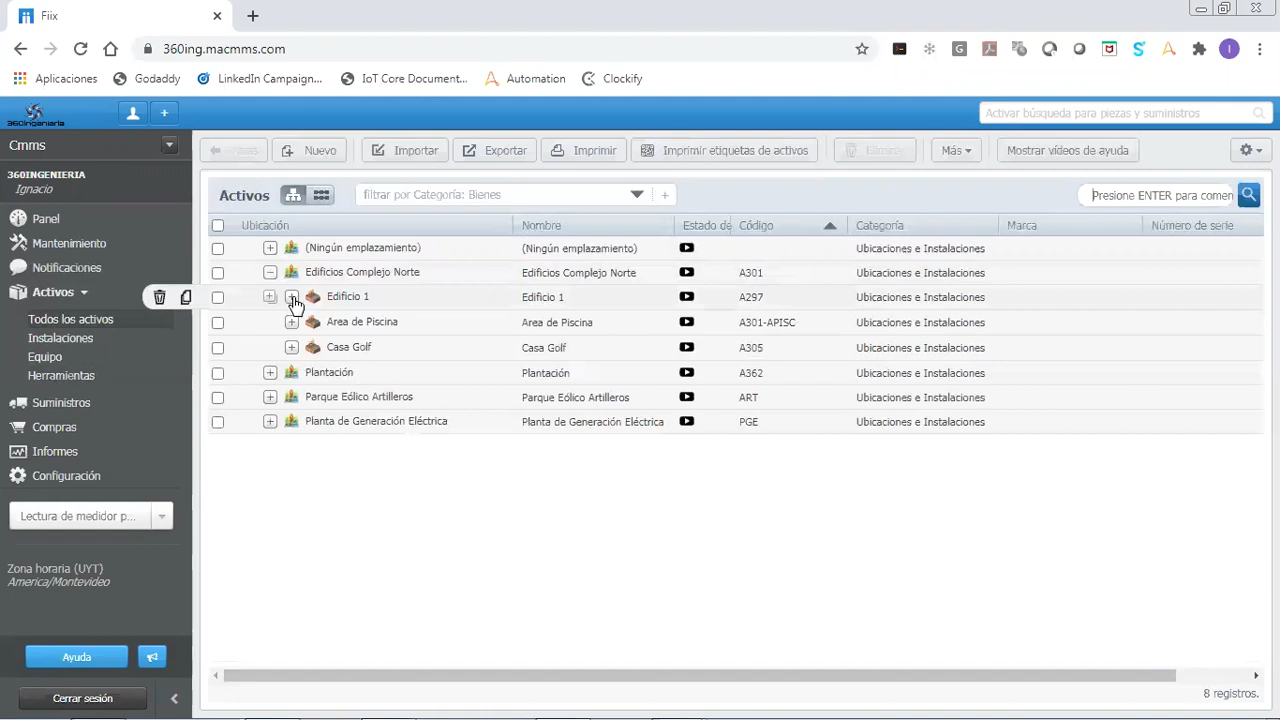 Fiix
360ing.macmms.com
I
Aplicaciones
Godaddy
LinkedIn Campaign...
IoT Core Document...
Automation
Clockify
360ingenieria
Activar búsqueda para piezas y suministros
Cmms
360INGENIERIA
Ignacio
Panel
Mantenimiento
Notificaciones
Activos
Todos los activos
Instalaciones
Equipo
Herramientas
Suministros
Compras
Informes
Configuración
Lectura de medidor p...
Zona horaria (UYT)
America/Montevideo
Ayuda
Cerrar sesión
Nuevo
Importar
Exportar
Imprimir
Imprimir etiquetas de activos
Eliminar
Más
Mostrar vídeos de ayuda
Activos
filtrar por Categoría: Bienes
Presione ENTER para comen
Ubicación Nombre Estado de Código Categoría Marca Número de serie
(Ningún emplazamiento) (Ningún emplazamiento) Ubicaciones e Instalaciones
Edificios Complejo Norte Edificios Complejo Norte A301 Ubicaciones e Instalaciones
Edificio 1 Edificio 1 A297 Ubicaciones e Instalaciones
Area de Piscina Area de Piscina A301-APISC Ubicaciones e Instalaciones
Casa Golf Casa Golf A305 Ubicaciones e Instalaciones
Plantación Plantación A362 Ubicaciones e Instalaciones
Parque Eólico Artilleros Parque Eólico Artilleros ART Ubicaciones e Instalaciones
Planta de Generación Eléctrica Planta de Generación Eléctrica PGE Ubicaciones e Instalaciones
8 registros.